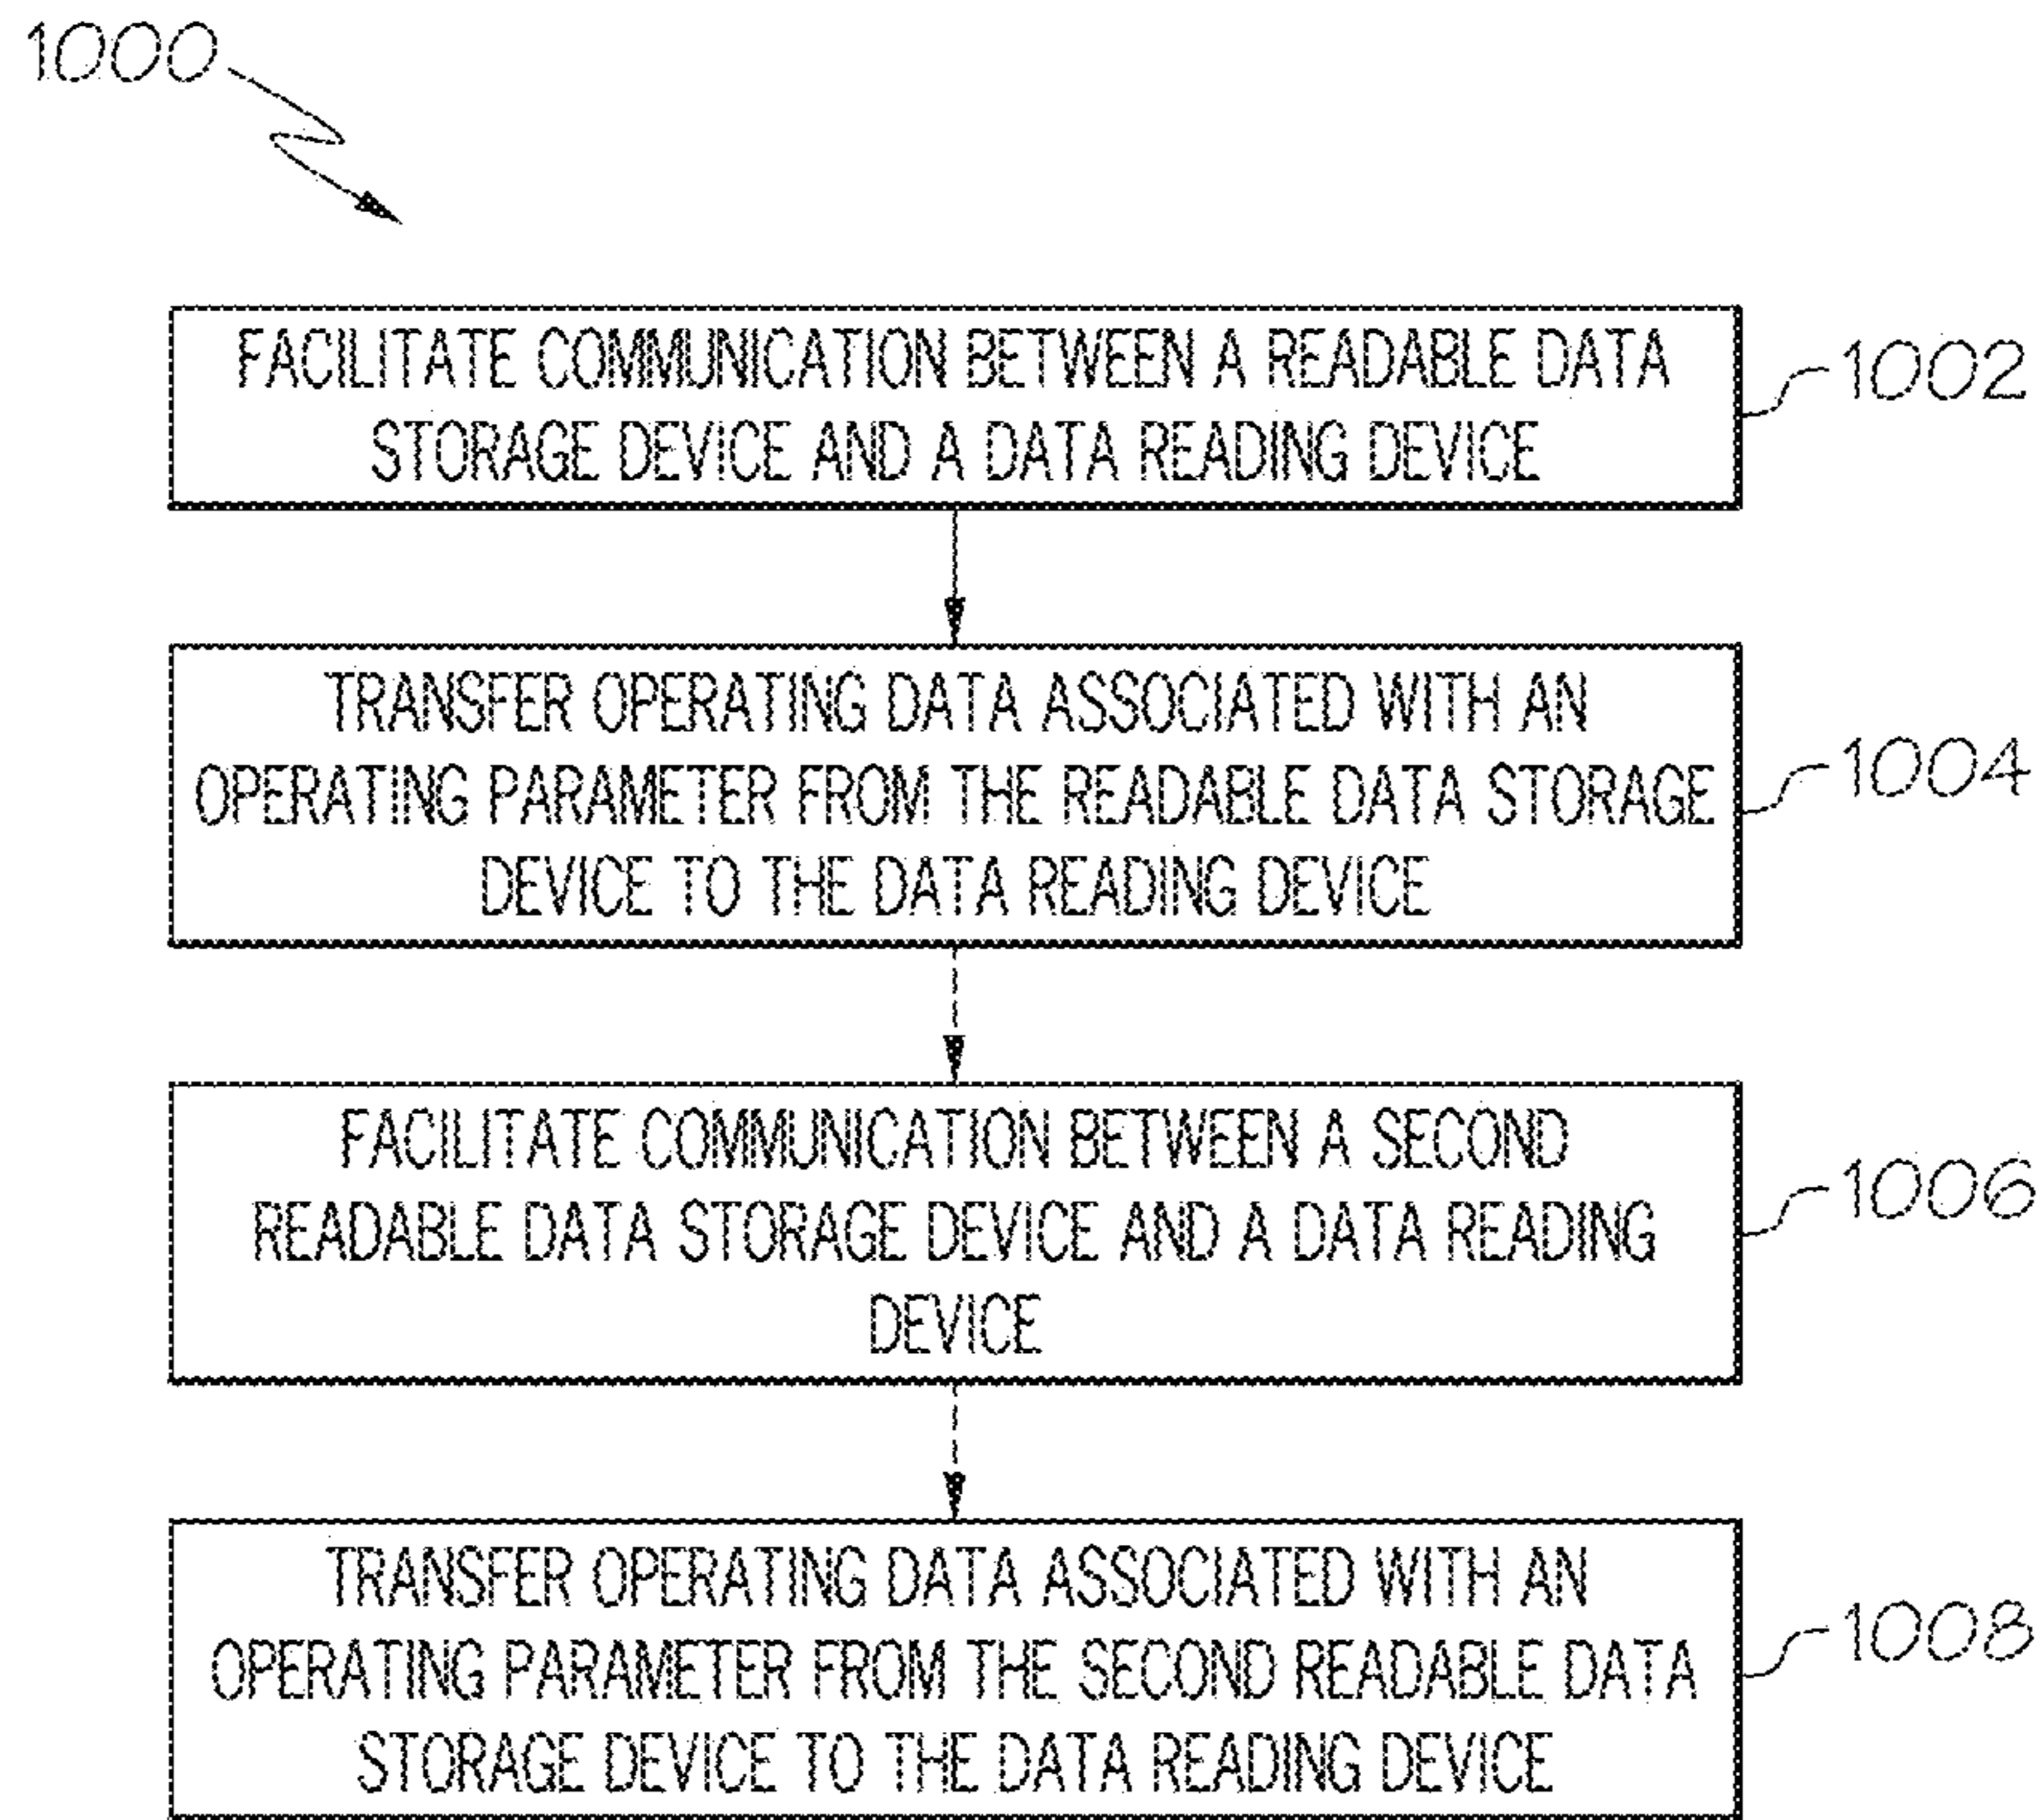 1000
FACILITATE COMMUNICATION BETWEEN A READABLE DATA
STORAGE DEVICE AND A DATA READING DEVICE
1002
TRANSFER OPERATING DATA ASSOCIATED WITH AN
OPERATING PARAMETER FROM THE READABLE DATA STORAGE
DEVICE TO THE DATA READING DEVICE
1004
FACILITATE COMMUNICATION BETWEEN A SECOND
READABLE DATA STORAGE DEVICE AND A DATA READING
DEVICE
1006
TRANSFER OPERATING DATA ASSOCIATED WITH AN
OPERATING PARAMETER FROM THE SECOND READABLE DATA
STORAGE DEVICE TO THE DATA READING DEVICE
1008